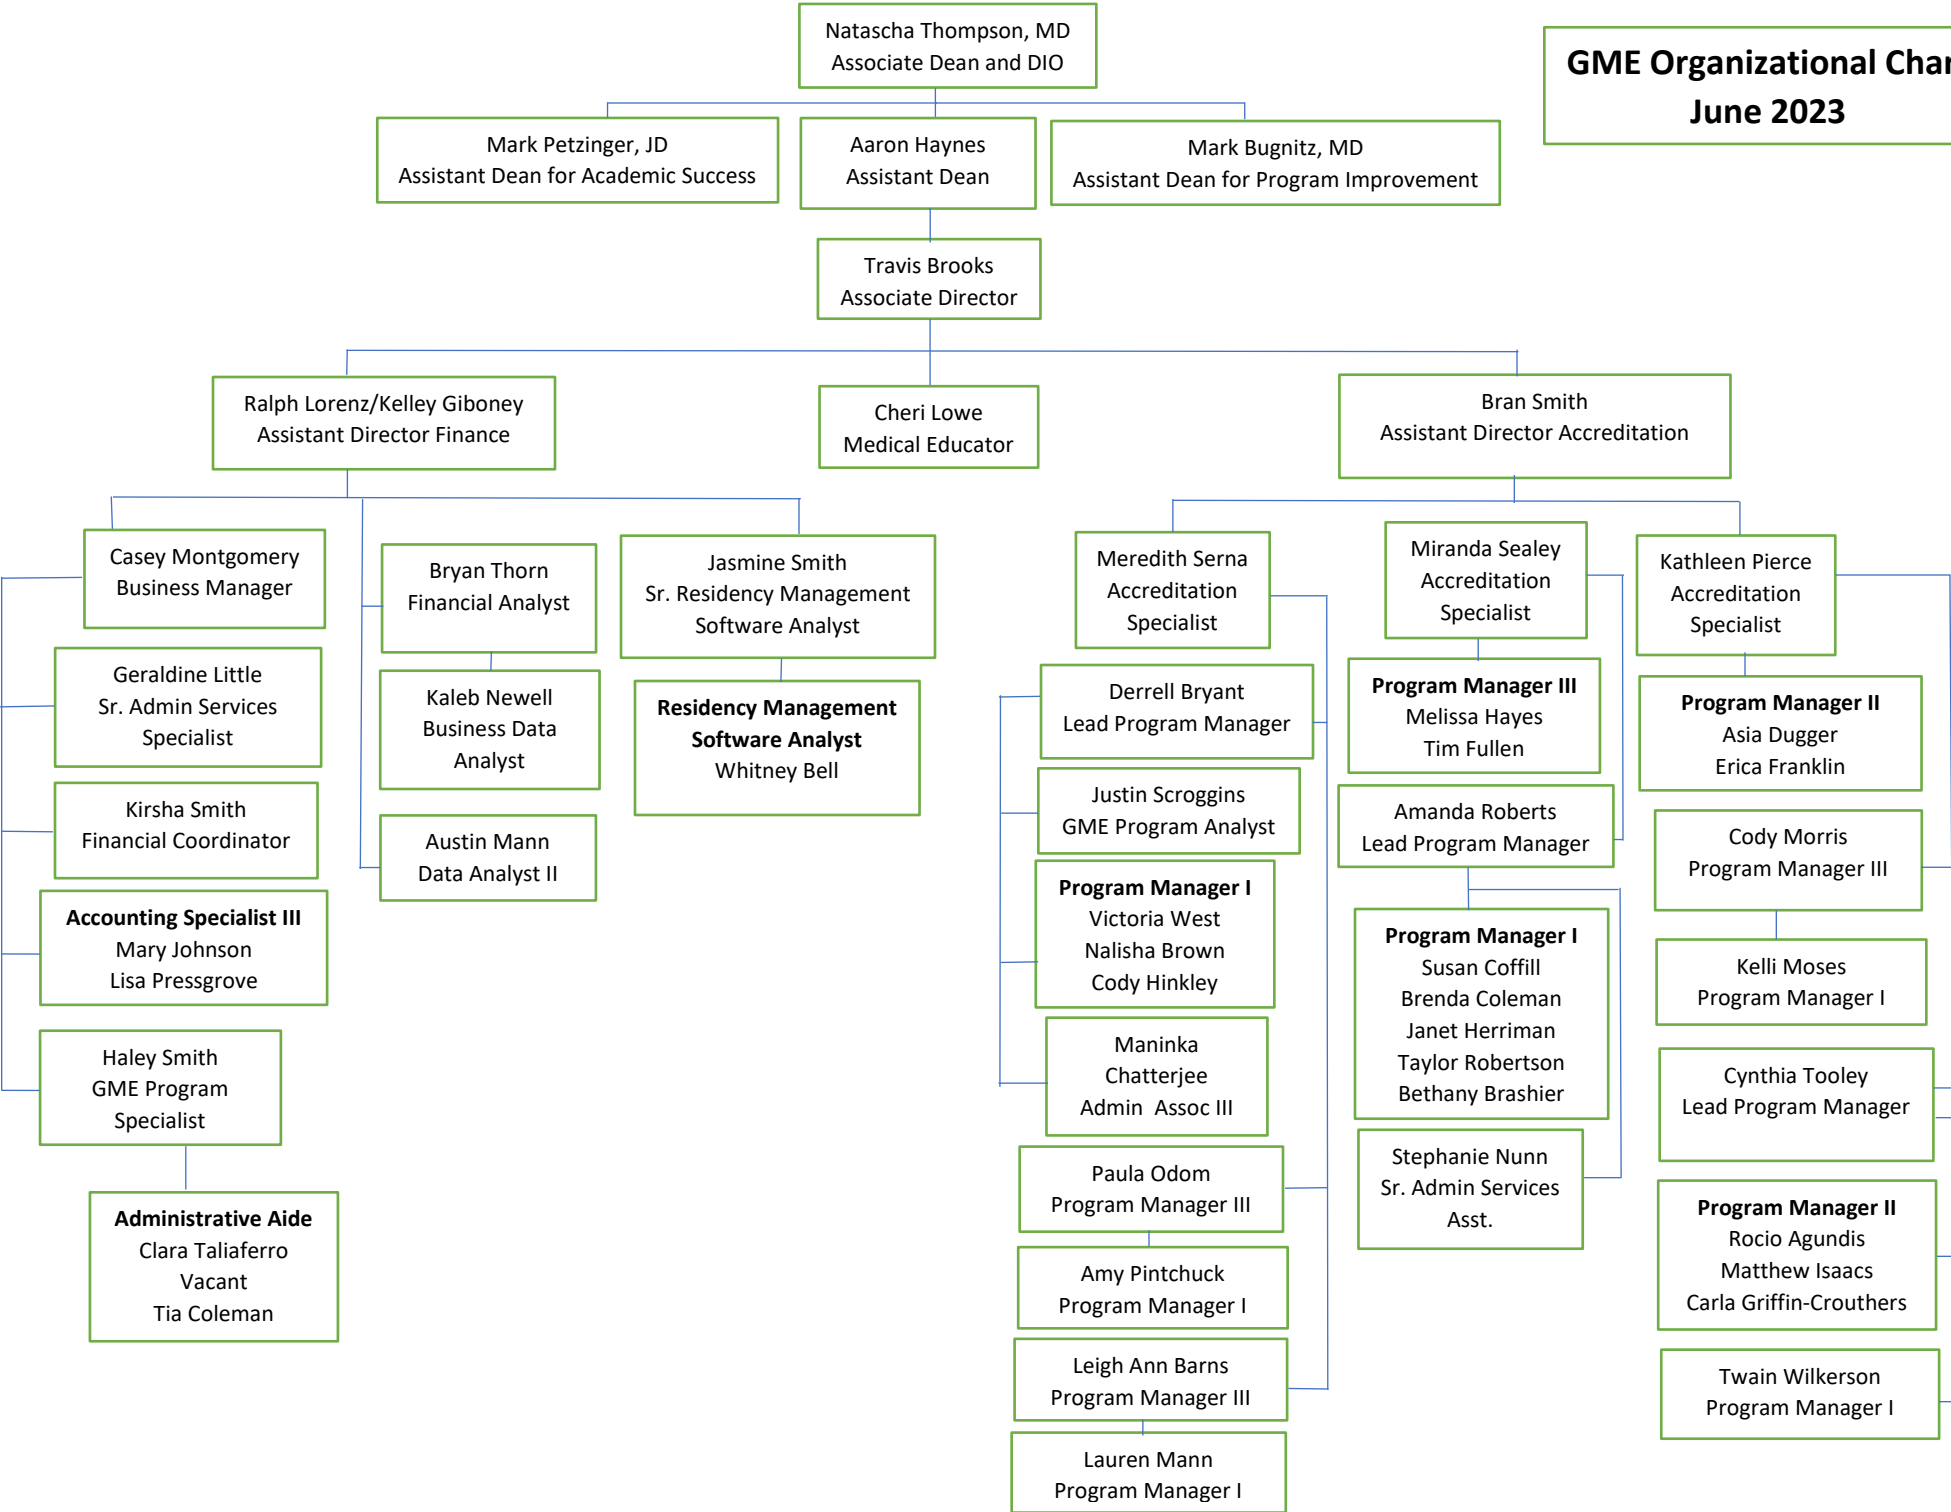 Natascha Thompson, MD
Associate Dean and DIO
GME Organizational Char
June 2023
Mark Petzinger, JD
Assistant Dean for Academic Success
Aaron Haynes
Assistant Dean
Mark Bugnitz, MD
Assistant Dean for Program Improvement
Travis Brooks
Associate Director
Ralph Lorenz/Kelley Giboney
Assistant Director Finance
Cheri Lowe
Medical Educator
Bran Smith
Assistant Director Accreditation
Casey Montgomery
Business Manager
Geraldine Little
Sr. Admin Services
Specialist
Kirsha Smith
Financial Coordinator
Accounting Specialist III
Mary Johnson
Lisa Pressgrove
Haley Smith
GME Program
Specialist
Administrative Aide
Clara Taliaferro
Vacant
Tia Coleman
Bryan Thorn
Financial Analyst
Kaleb Newell
Business Data
Analyst
Austin Mann
Data Analyst II
Jasmine Smith
Sr. Residency Management
Software Analyst
Residency Management
Software Analyst
Whitney Bell
Meredith Serna
Accreditation
Specialist
Derrell Bryant
Lead Program Manager
Justin Scroggins
GME Program Analyst
Program Manager I
Victoria West
Nalisha Brown
Cody Hinkley
Maninka
Chatterjee
Admin  Assoc III
Paula Odom
Program Manager III
Amy Pintchuck
Program Manager I
Leigh Ann Barns
Program Manager III
Lauren Mann
Program Manager I
Miranda Sealey
Accreditation
Specialist
Program Manager III
Melissa Hayes
Tim Fullen
Amanda Roberts
Lead Program Manager
Program Manager I
Susan Coffill
Brenda Coleman
Janet Herriman
Taylor Robertson
Bethany Brashier
Stephanie Nunn
Sr. Admin Services
Asst.
Kathleen Pierce
Accreditation
Specialist
Program Manager II
Asia Dugger
Erica Franklin
Cody Morris
Program Manager III
Kelli Moses
Program Manager I
Cynthia Tooley
Lead Program Manager
Program Manager II
Rocio Agundis
Matthew Isaacs
Carla Griffin-Crouthers
Twain Wilkerson
Program Manager I